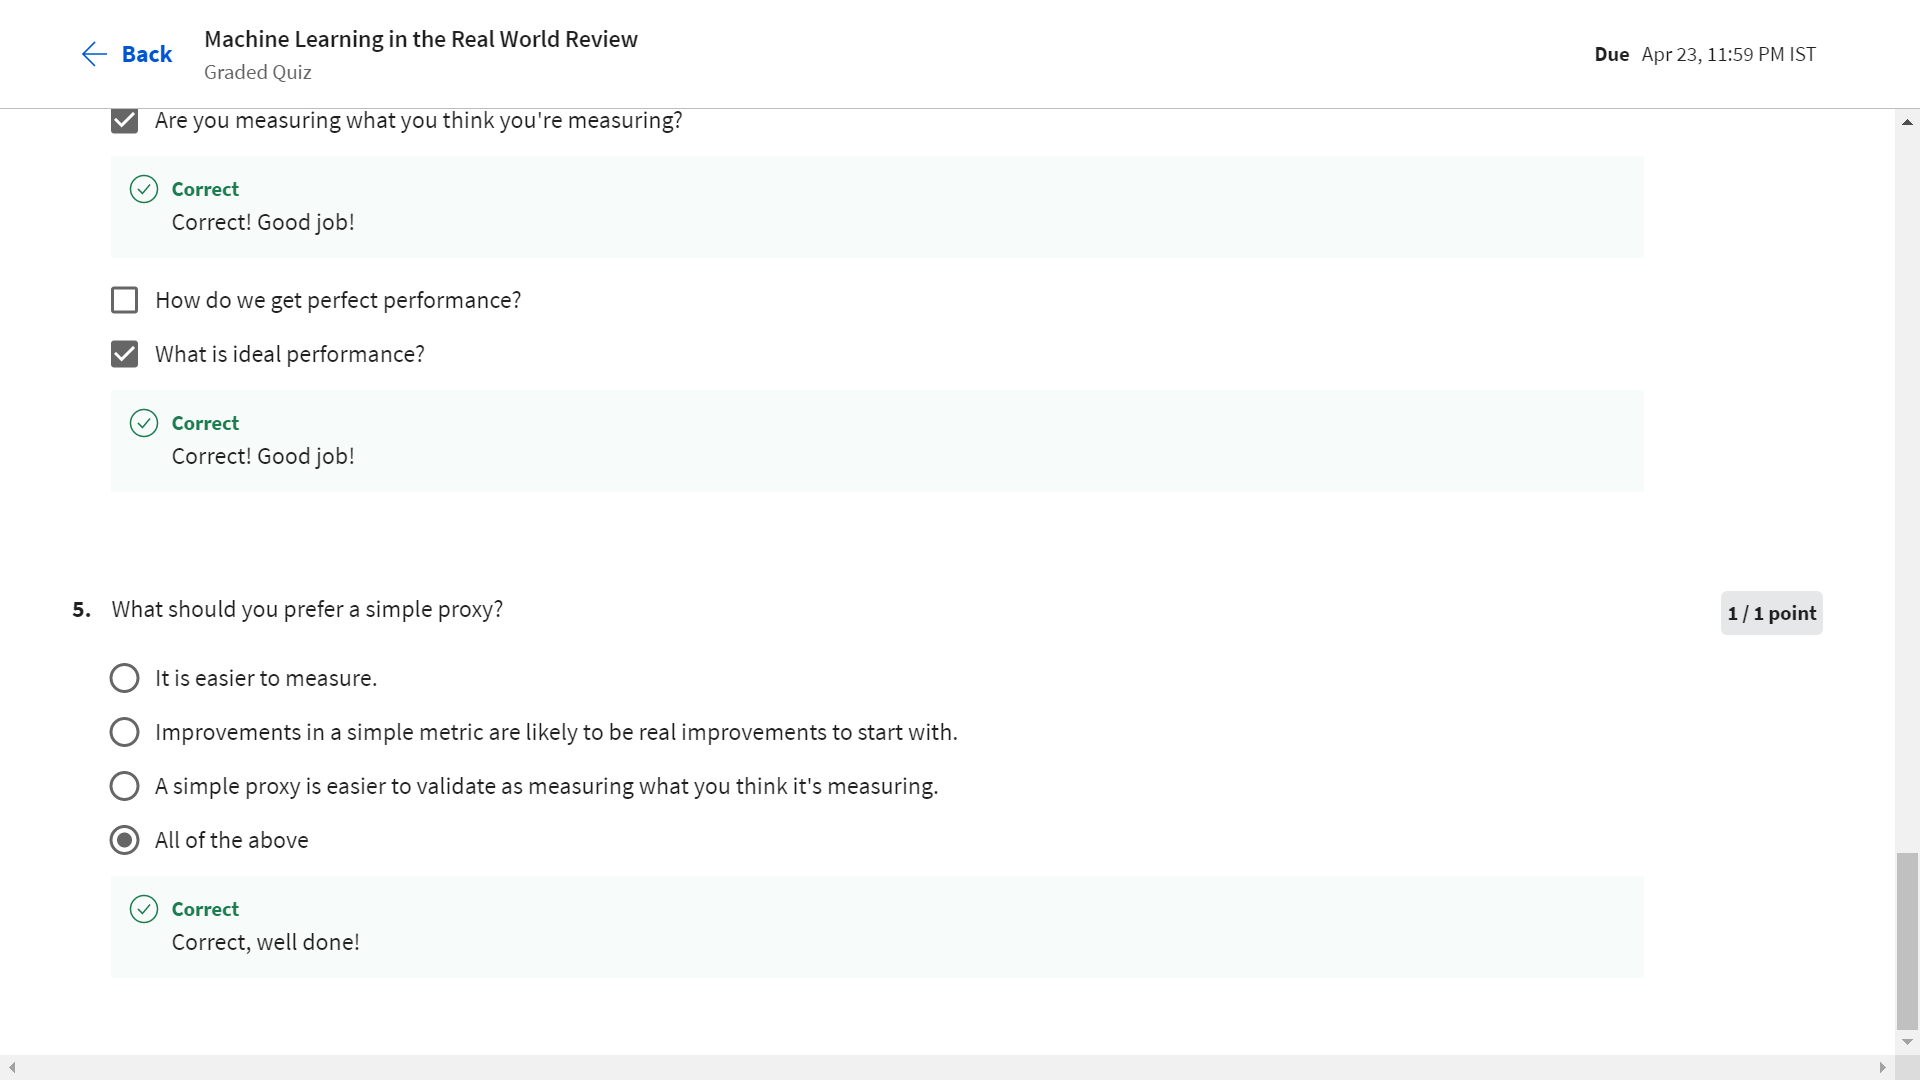 Back
Machine Learning in the Real World Review
Graded Quiz
Due Apr 23, 11:59 PM IST
Are you measuring what you think you're measuring?
Correct
Correct! Good job!
How do we get perfect performance?
What is ideal performance?
Correct
Correct! Good job!
5. What should you prefer a simple proxy?
1 / 1 point
It is easier to measure.
Improvements in a simple metric are likely to be real improvements to start with.
A simple proxy is easier to validate as measuring what you think it's measuring.
All of the above
Correct
Correct, well done!